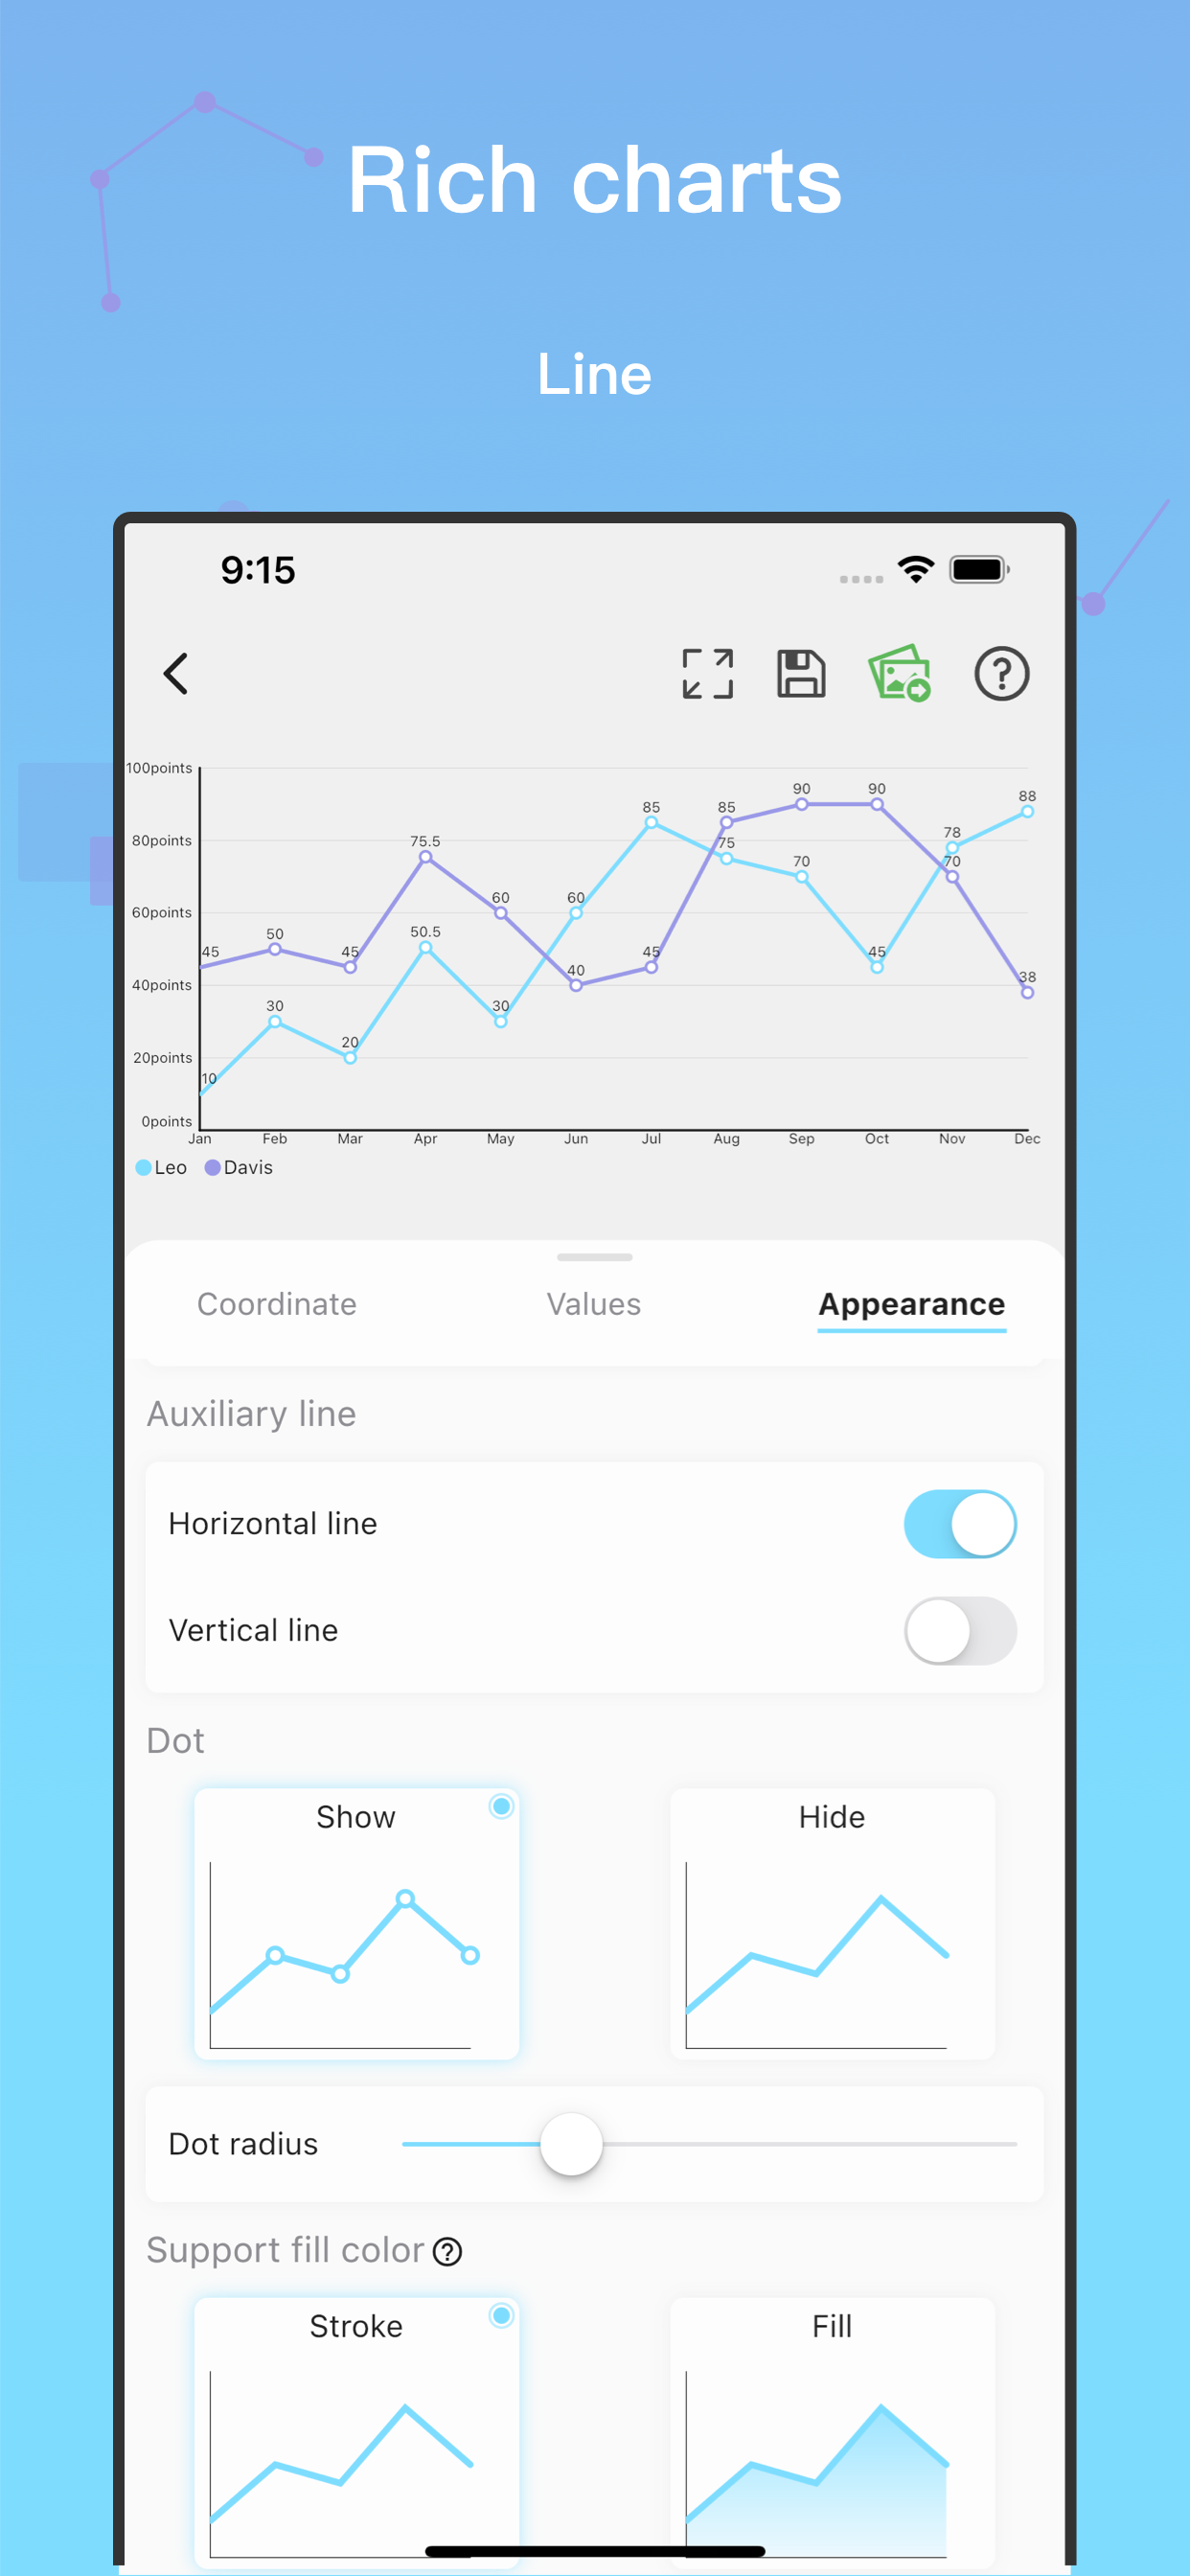 Rich charts
Line
9:15
100points
80points
60points
40points
20points
0points
90 90
85 85 88
75.5 75 78
70 70
60 60
50 50.5
45 45 45 45
40 38
30 30
20
10
Jan Feb Mar Apr May Jun Jul Aug Sep Oct Nov Dec
Leo Davis
Coordinate Values Appearance
Auxiliary line
Horizontal line
Vertical line
Dot
Show Hide
Dot radius
Support fill color ?
Stroke Fill